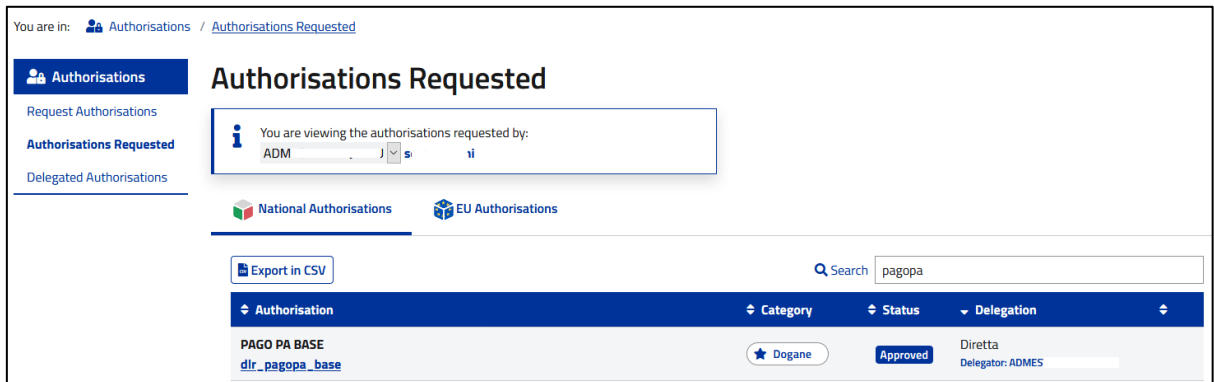 You are in: Authorisations / Authorisations Requested
Authorisations
Request Authorisations
Authorisations Requested
Delegated Authorisations
Authorisations Requested
You are viewing the authorisations requested by:
ADM
National Authorisations EU Authorisations
Export in CSV Search pagopa
Authorisation Category Status Delegation
PAGO PA BASE
dlr_pagopa_base
Dogane Approved
Diretta
Delegator: ADMES